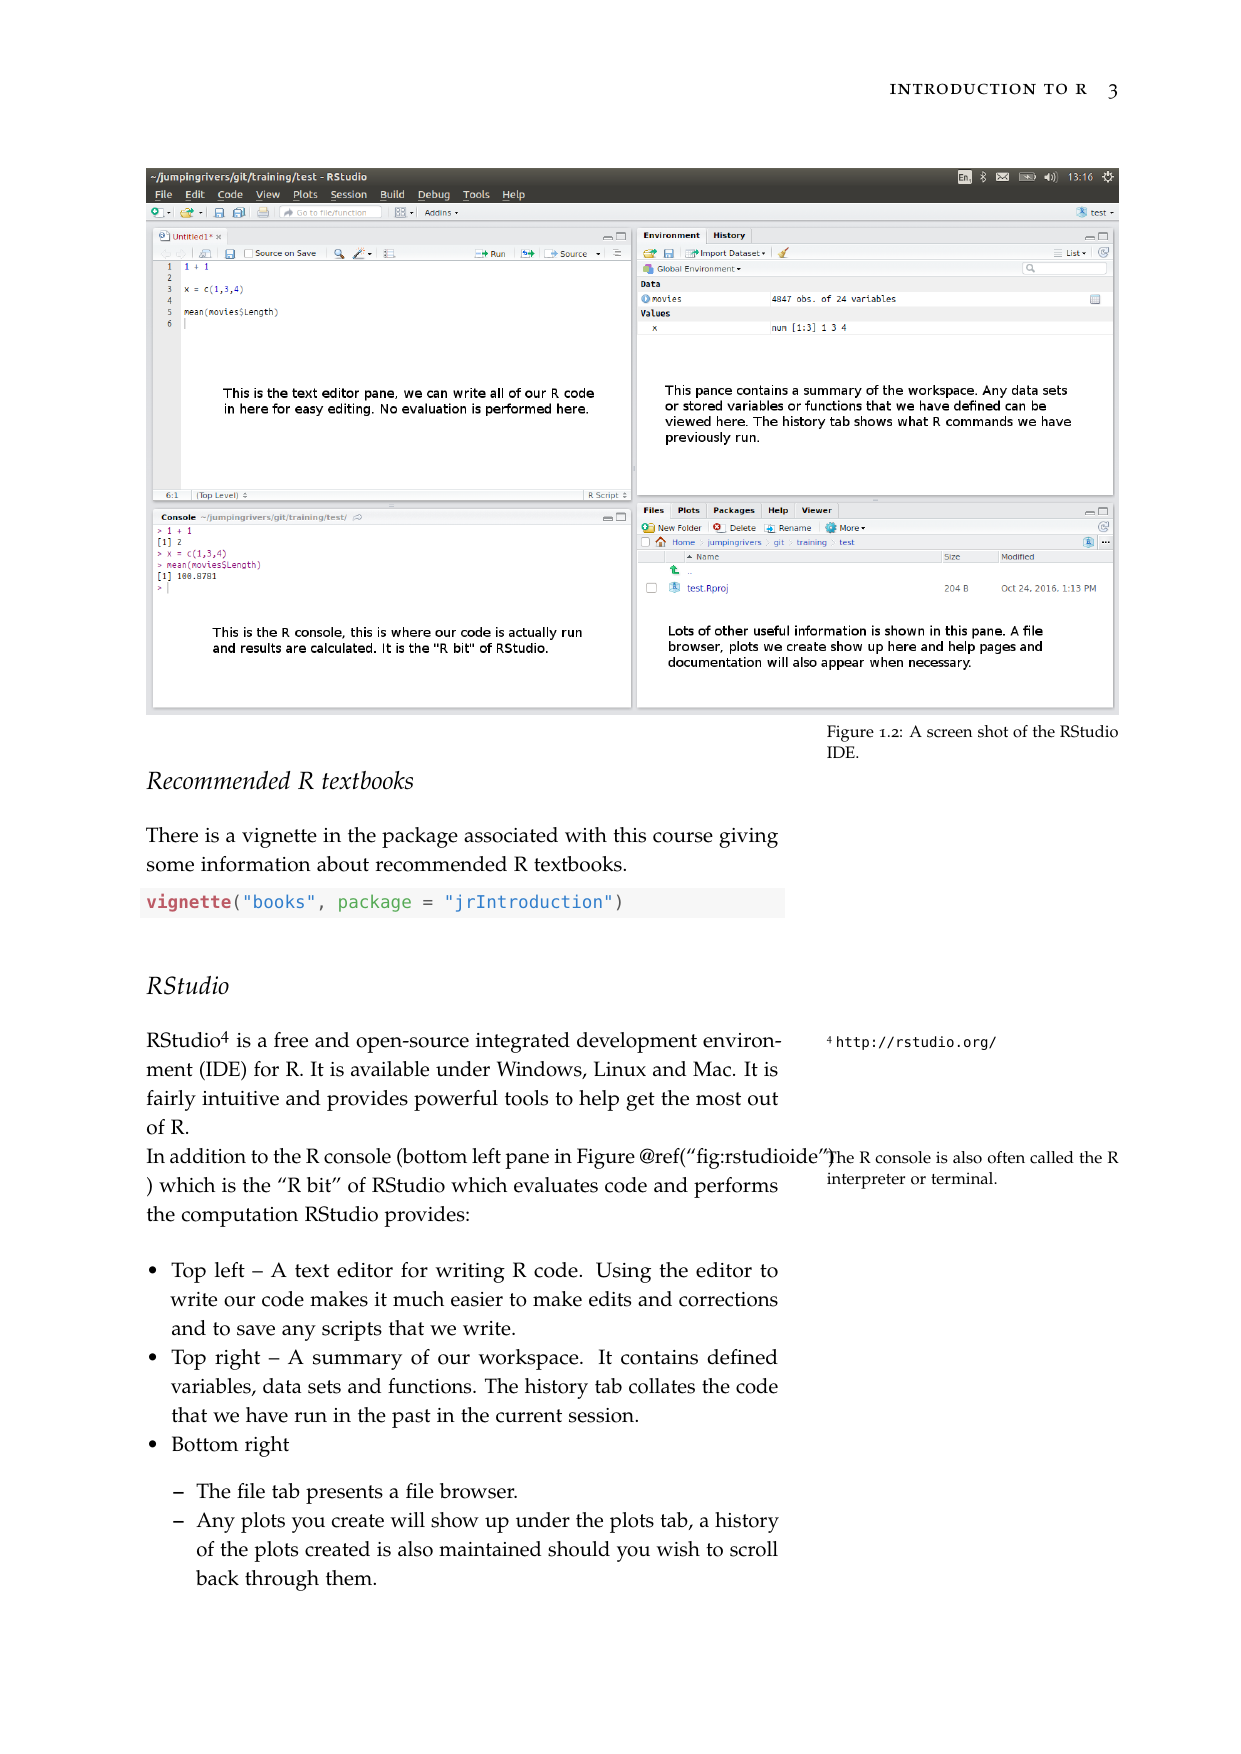 INTRODUCTION TO R 3
~/jumpingrivers/git/training/test - RStudio
En 13:16
File Edit Code View Plots Session Build Debug Tools Help
Go to file/function Addins test
Untitled1*
Source on Save Run Source
1 1 + 1
2
3 x = c(1,3,4)
4
5 mean(movies$Length)
6
This is the text editor pane, we can write all of our R code
in here for easy editing. No evaluation is performed here.
6:1 (Top Level) R Script
Environment History
Import Dataset List
Global Environment
Data
movies 4847 obs. of 24 variables
Values
x num [1:3] 1 3 4
This pance contains a summary of the workspace. Any data sets
or stored variables or functions that we have defined can be
viewed here. The history tab shows what R commands we have
previously run.
Console ~/jumpingrivers/git/training/test/
> 1 + 1
[1] 2
> x = c(1,3,4)
> mean(movies$Length)
[1] 100.8781
>
This is the R console, this is where our code is actually run
and results are calculated. It is the "R bit" of RStudio.
Files Plots Packages Help Viewer
New Folder Delete Rename More
Home jumpingrivers git training test ...
Name Size Modified
..
test.Rproj 204 B Oct 24, 2016, 1:13 PM
Lots of other useful information is shown in this pane. A file
browser, plots we create show up here and help pages and
documentation will also appear when necessary.
Figure 1.2: A screen shot of the RStudio
IDE.
Recommended R textbooks
There is a vignette in the package associated with this course giving
some information about recommended R textbooks.
vignette("books", package = "jrIntroduction")
RStudio
RStudio4 is a free and open-source integrated development environ-
ment (IDE) for R. It is available under Windows, Linux and Mac. It is
fairly intuitive and provides powerful tools to help get the most out
of R.
4 http://rstudio.org/
In addition to the R console (bottom left pane in Figure @ref(“fig:rstudioide”)
) which is the “R bit” of RStudio which evaluates code and performs
the computation RStudio provides:
The R console is also often called the R
interpreter or terminal.
• Top left – A text editor for writing R code. Using the editor to
write our code makes it much easier to make edits and corrections
and to save any scripts that we write.
• Top right – A summary of our workspace. It contains defined
variables, data sets and functions. The history tab collates the code
that we have run in the past in the current session.
• Bottom right
– The file tab presents a file browser.
– Any plots you create will show up under the plots tab, a history
of the plots created is also maintained should you wish to scroll
back through them.